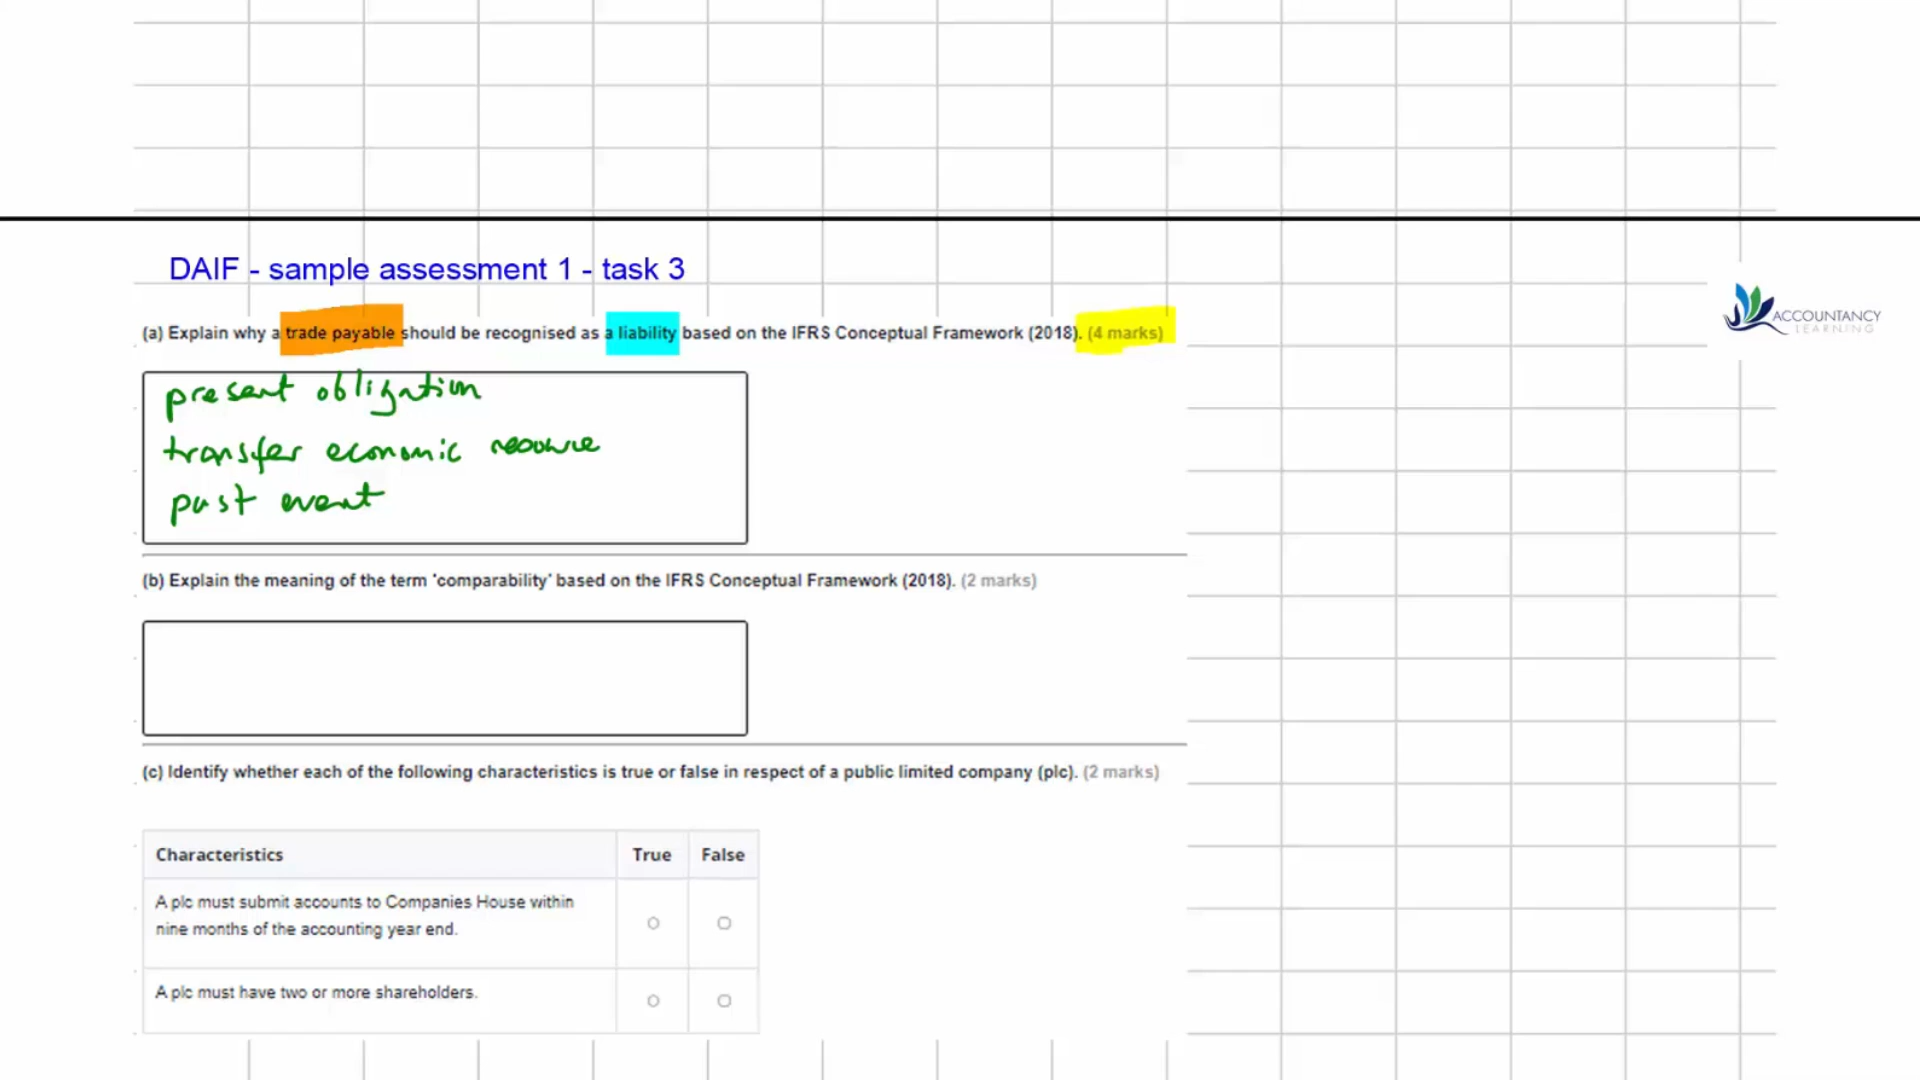 DAIF - sample assessment 1 - task 3
ACCOUNTANCY
LEARNING
(a) Explain why a trade payable should be recognised as a liability based on the IFRS Conceptual Framework (2018). (4 marks)
present obligation
transfer economic resource
past event
(b) Explain the meaning of the term 'comparability' based on the IFRS Conceptual Framework (2018). (2 marks)
(c) Identify whether each of the following characteristics is true or false in respect of a public limited company (plc). (2 marks)
Characteristics True False
A plc must submit accounts to Companies House within
nine months of the accounting year end.
A plc must have two or more shareholders.